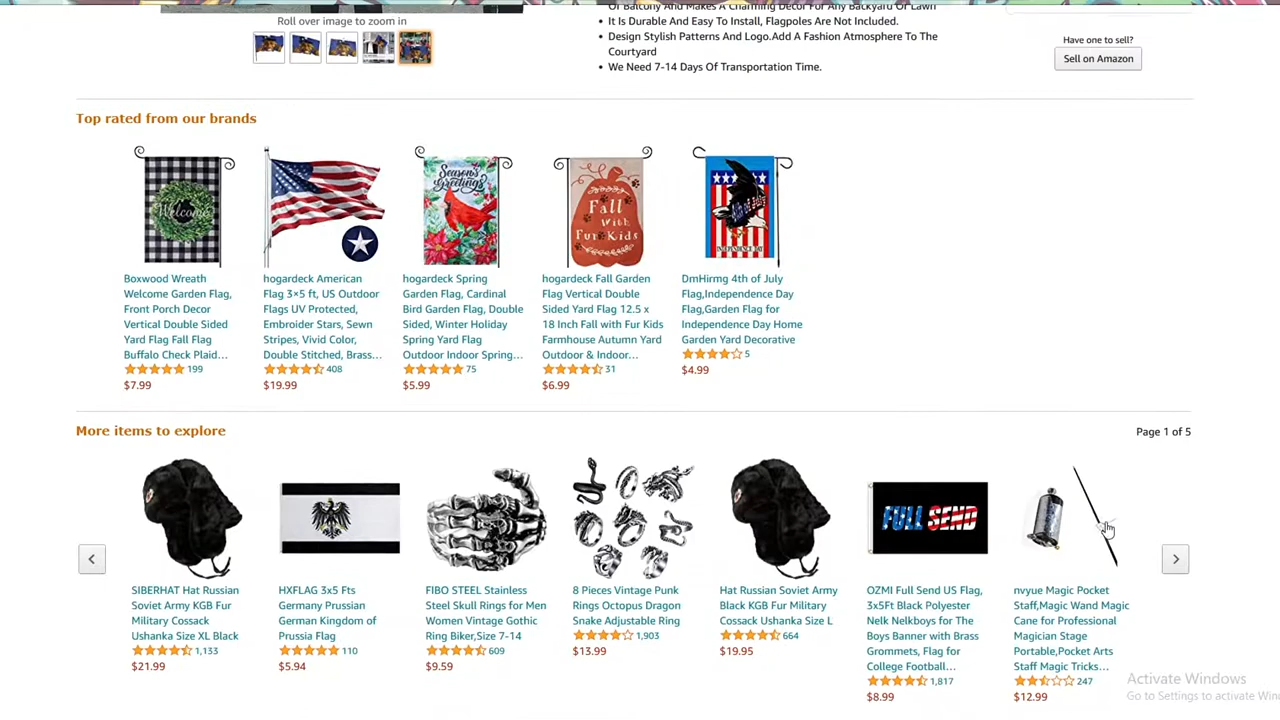 Of Balcony And Makes A Charming Decor For Any Backyard Or Lawn
Roll over image to zoom in
• It Is Durable And Easy To Install, Flagpoles Are Not Included.
• Design Stylish Patterns And Logo.Add A Fashion Atmosphere To The
Courtyard
• We Need 7-14 Days Of Transportation Time.
Have one to sell?
Sell on Amazon
Top rated from our brands
Welcome
Season's
Greetings
Fall
With
Fur Kids
INDEPENDENCE DAY
Boxwood Wreath
Welcome Garden Flag,
Front Porch Decor
Vertical Double Sided
Yard Flag Fall Flag
Buffalo Check Plaid...
199
$7.99
hogardeck American
Flag 3×5 ft, US Outdoor
Flags UV Protected,
Embroider Stars, Sewn
Stripes, Vivid Color,
Double Stitched, Brass...
408
$19.99
hogardeck Spring
Garden Flag, Cardinal
Bird Garden Flag, Double
Sided, Winter Holiday
Spring Yard Flag
Outdoor Indoor Spring...
75
$5.99
hogardeck Fall Garden
Flag Vertical Double
Sided Yard Flag 12.5 x
18 Inch Fall with Fur Kids
Farmhouse Autumn Yard
Outdoor & Indoor...
31
$6.99
DmHirmg 4th of July
Flag,Independence Day
Flag,Garden Flag for
Independence Day Home
Garden Yard Decorative
5
$4.99
More items to explore
Page 1 of 5
FULL SEND
SIBERHAT Hat Russian
Soviet Army KGB Fur
Military Cossack
Ushanka Size XL Black
1,133
$21.99
HXFLAG 3x5 Fts
Germany Prussian
German Kingdom of
Prussia Flag
110
$5.94
FIBO STEEL Stainless
Steel Skull Rings for Men
Women Vintage Gothic
Ring Biker,Size 7-14
609
$9.59
8 Pieces Vintage Punk
Rings Octopus Dragon
Snake Adjustable Ring
1,903
$13.99
Hat Russian Soviet Army
Black KGB Fur Military
Cossack Ushanka Size L
664
$19.95
OZMI Full Send US Flag,
3x5Ft Black Polyester
Nelk Nelkboys for The
Boys Banner with Brass
Grommets, Flag for
College Football...
1,817
$8.99
nvyue Magic Pocket
Staff,Magic Wand Magic
Cane for Professional
Magician Stage
Portable,Pocket Arts
Staff Magic Tricks...
247
$12.99
Activate Windows
Go to Settings to activate Win